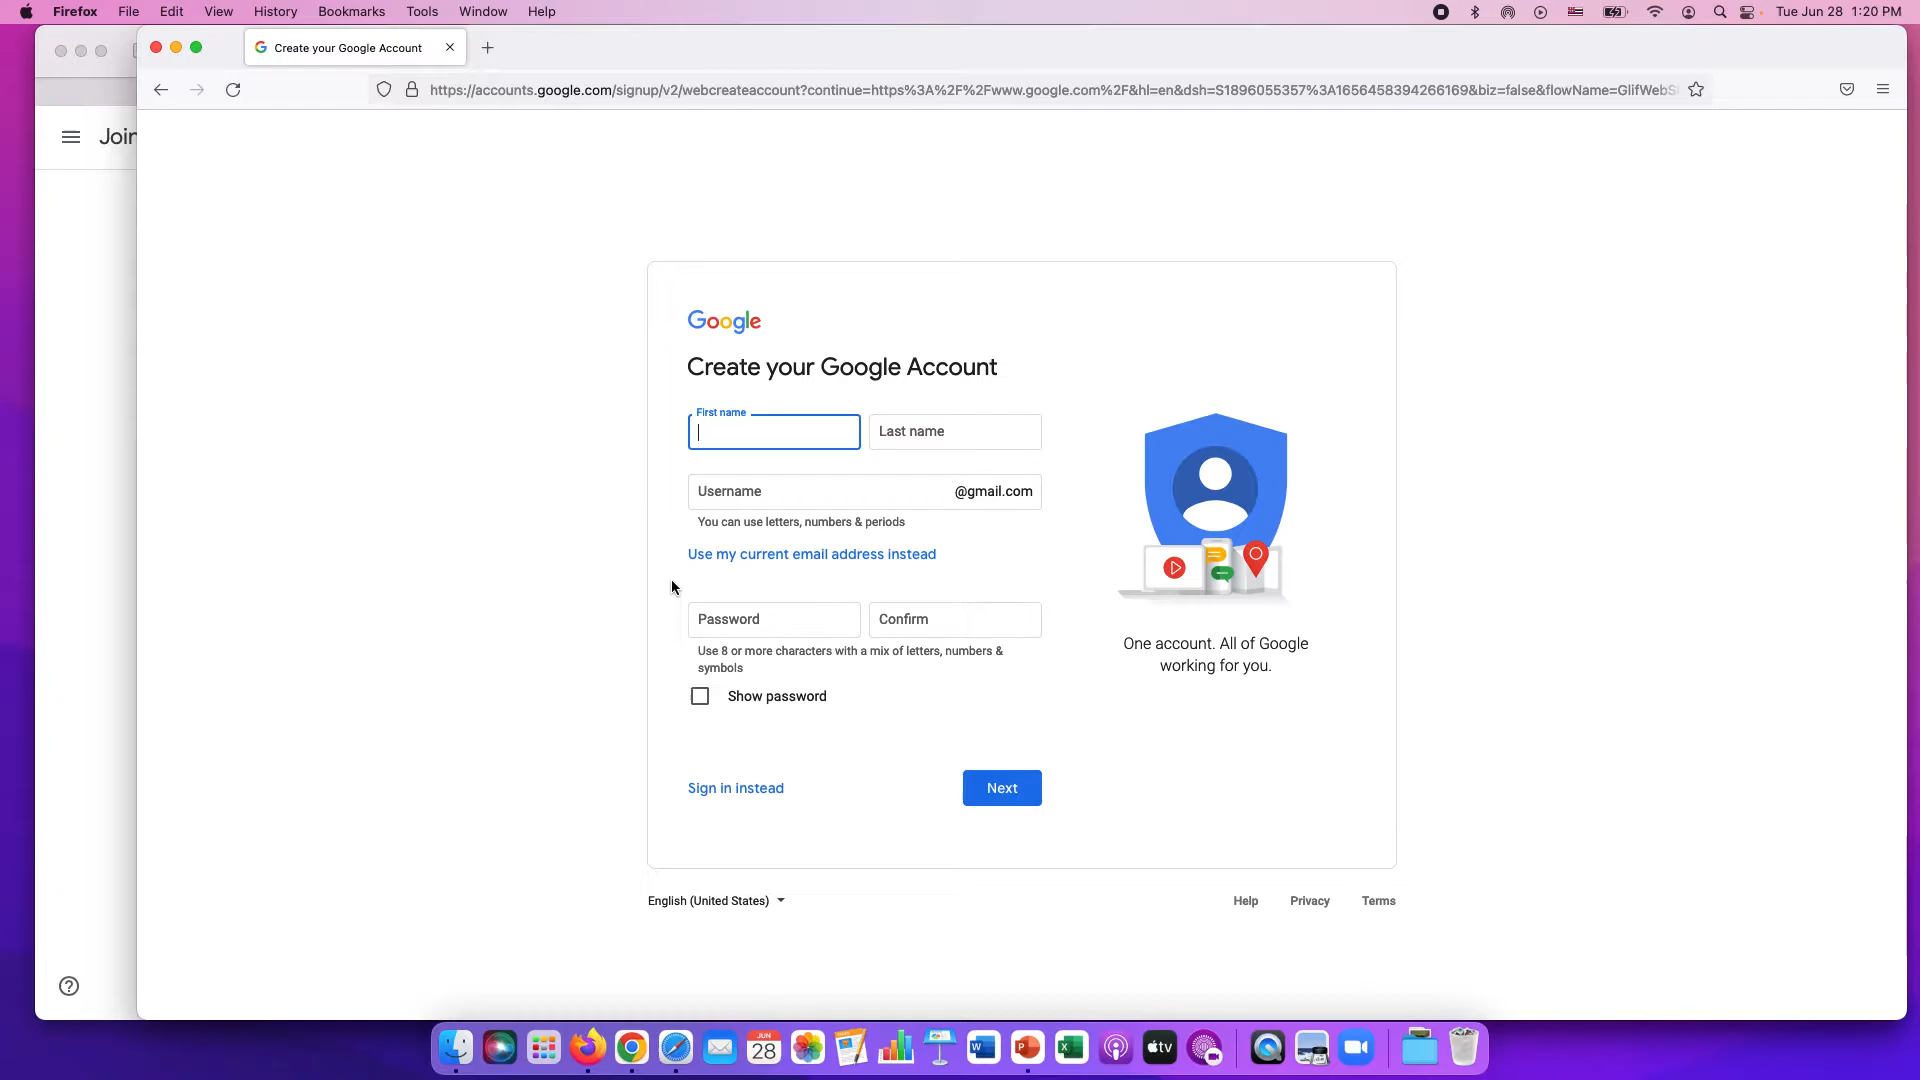 Firefox File Edit View History Bookmarks Tools Window Help
Tue Jun 28 1:20 PM
Create your Google Account
https://accounts.google.com/signup/v2/webcreateaccount?continue=https%3A%2F%2Fwww.google.com%2F&hl=en&dsh=S1896055357%3A1656458394266169&biz=false&flowName=GlifWebSi
Join
Google
Create your Google Account
First name
Last name
Username
@gmail.com
You can use letters, numbers & periods
Use my current email address instead
Password
Confirm
Use 8 or more characters with a mix of letters, numbers &
symbols
Show password
One account. All of Google
working for you.
Sign in instead
Next
English (United States)
Help
Privacy
Terms
JUN
28
W
P
X
tv